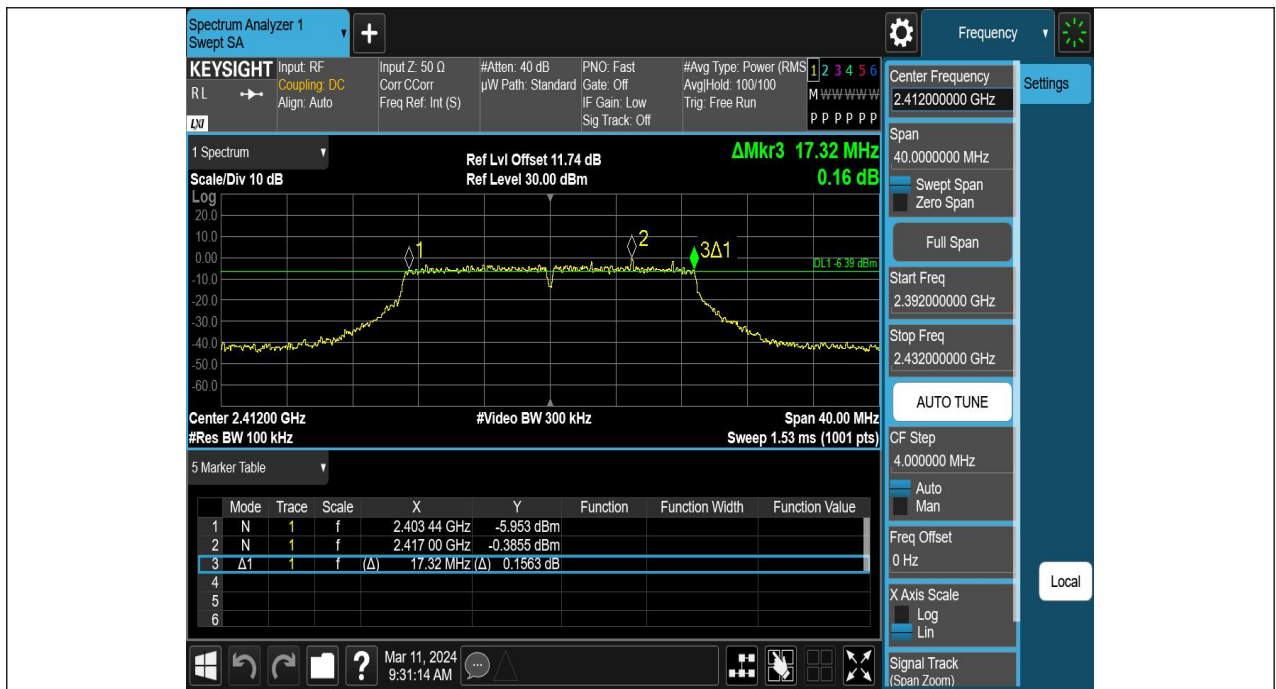 Spectrum Analyzer 1
Swept SA
+
Frequency
KEYSIGHT
RL
LXI
Input: RF
Coupling: DC
Align: Auto
Input Z: 50 Ω
Corr CCorr
Freq Ref: Int (S)
#Atten: 40 dB
µW Path: Standard
PNO: Fast
Gate: Off
IF Gain: Low
Sig Track: Off
#Avg Type: Power (RMS
Avg|Hold: 100/100
Trig: Free Run
1 2 3 4 5 6
M W W W W W
P P P P P P
1 Spectrum
Scale/Div 10 dB
Ref Lvl Offset 11.74 dB
Ref Level 30.00 dBm
ΔMkr3 17.32 MHz
0.16 dB
Log
20.0
10.0
0.00
-10.0
-20.0
-30.0
-40.0
-50.0
-60.0
1
2
3Δ1
DL1 -6.39 dBm
Center 2.41200 GHz
#Video BW 300 kHz
Span 40.00 MHz
#Res BW 100 kHz
Sweep 1.53 ms (1001 pts)
5 Marker Table
Mode Trace Scale X Y Function Function Width Function Value
1 N 1 f 2.403 44 GHz -5.953 dBm
2 N 1 f 2.417 00 GHz -0.3855 dBm
3 Δ1 1 f (Δ) 17.32 MHz (Δ) 0.1563 dB
4
5
6
?
Mar 11, 2024
9:31:14 AM
Center Frequency
2.412000000 GHz
Span
40.0000000 MHz
Swept Span
Zero Span
Full Span
Start Freq
2.392000000 GHz
Stop Freq
2.432000000 GHz
AUTO TUNE
CF Step
4.000000 MHz
Auto
Man
Freq Offset
0 Hz
X Axis Scale
Log
Lin
Signal Track
(Span Zoom)
Settings
Local